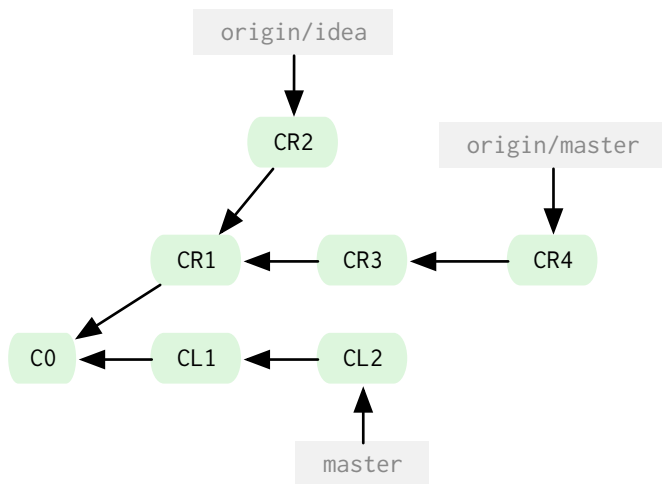 origin/idea
CR2
origin/master
CR1
CR3
CR4
C0
CL1
CL2
master